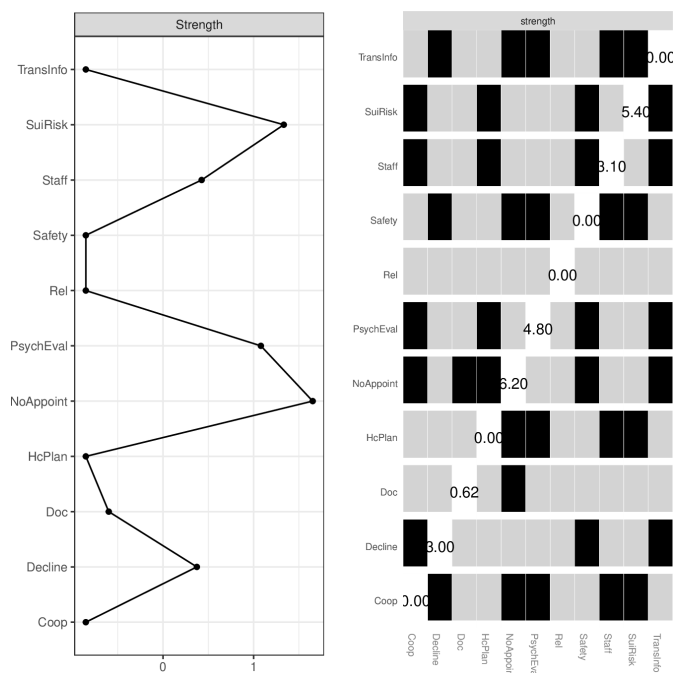 Strength
TransInfo
SuiRisk
Staff
Safety
Rel
PsychEval
NoAppoint
HcPlan
Doc
Decline
Coop
0
1
strength
TransInfo
0.00
SuiRisk
5.40
Staff
3.10
Safety
0.00
Rel
0.00
PsychEval
4.80
NoAppoint
6.20
HcPlan
0.00
Doc
0.62
Decline
3.00
Coop
0.00
Coop
Decline
Doc
HcPlan
NoAppoin
PsychEva
Rel
Safety
Staff
SuiRisk
TransInfo